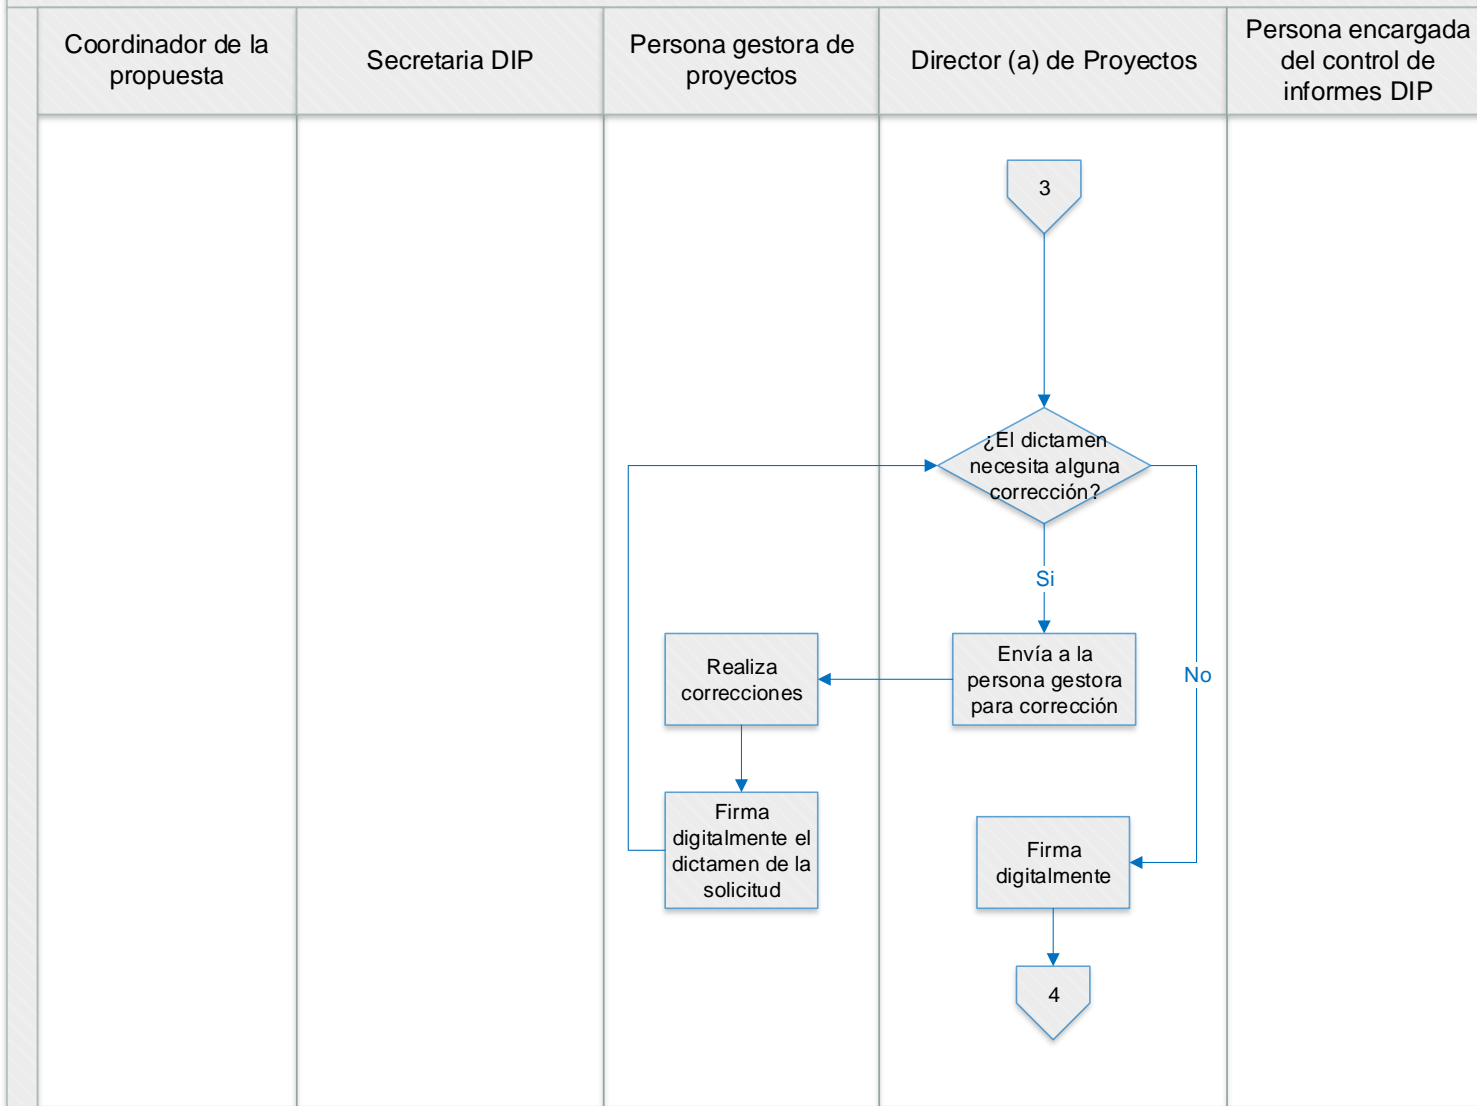 Coordinador de la
propuesta
Secretaria DIP
Persona gestora de
proyectos
Director (a) de Proyectos
Persona encargada
del control de
informes DIP
3
¿El dictamen
necesita alguna
corrección?
Si
Envía a la
persona gestora
para corrección
No
Realiza
correcciones
Firma
digitalmente el
dictamen de la
solicitud
Firma
digitalmente
4